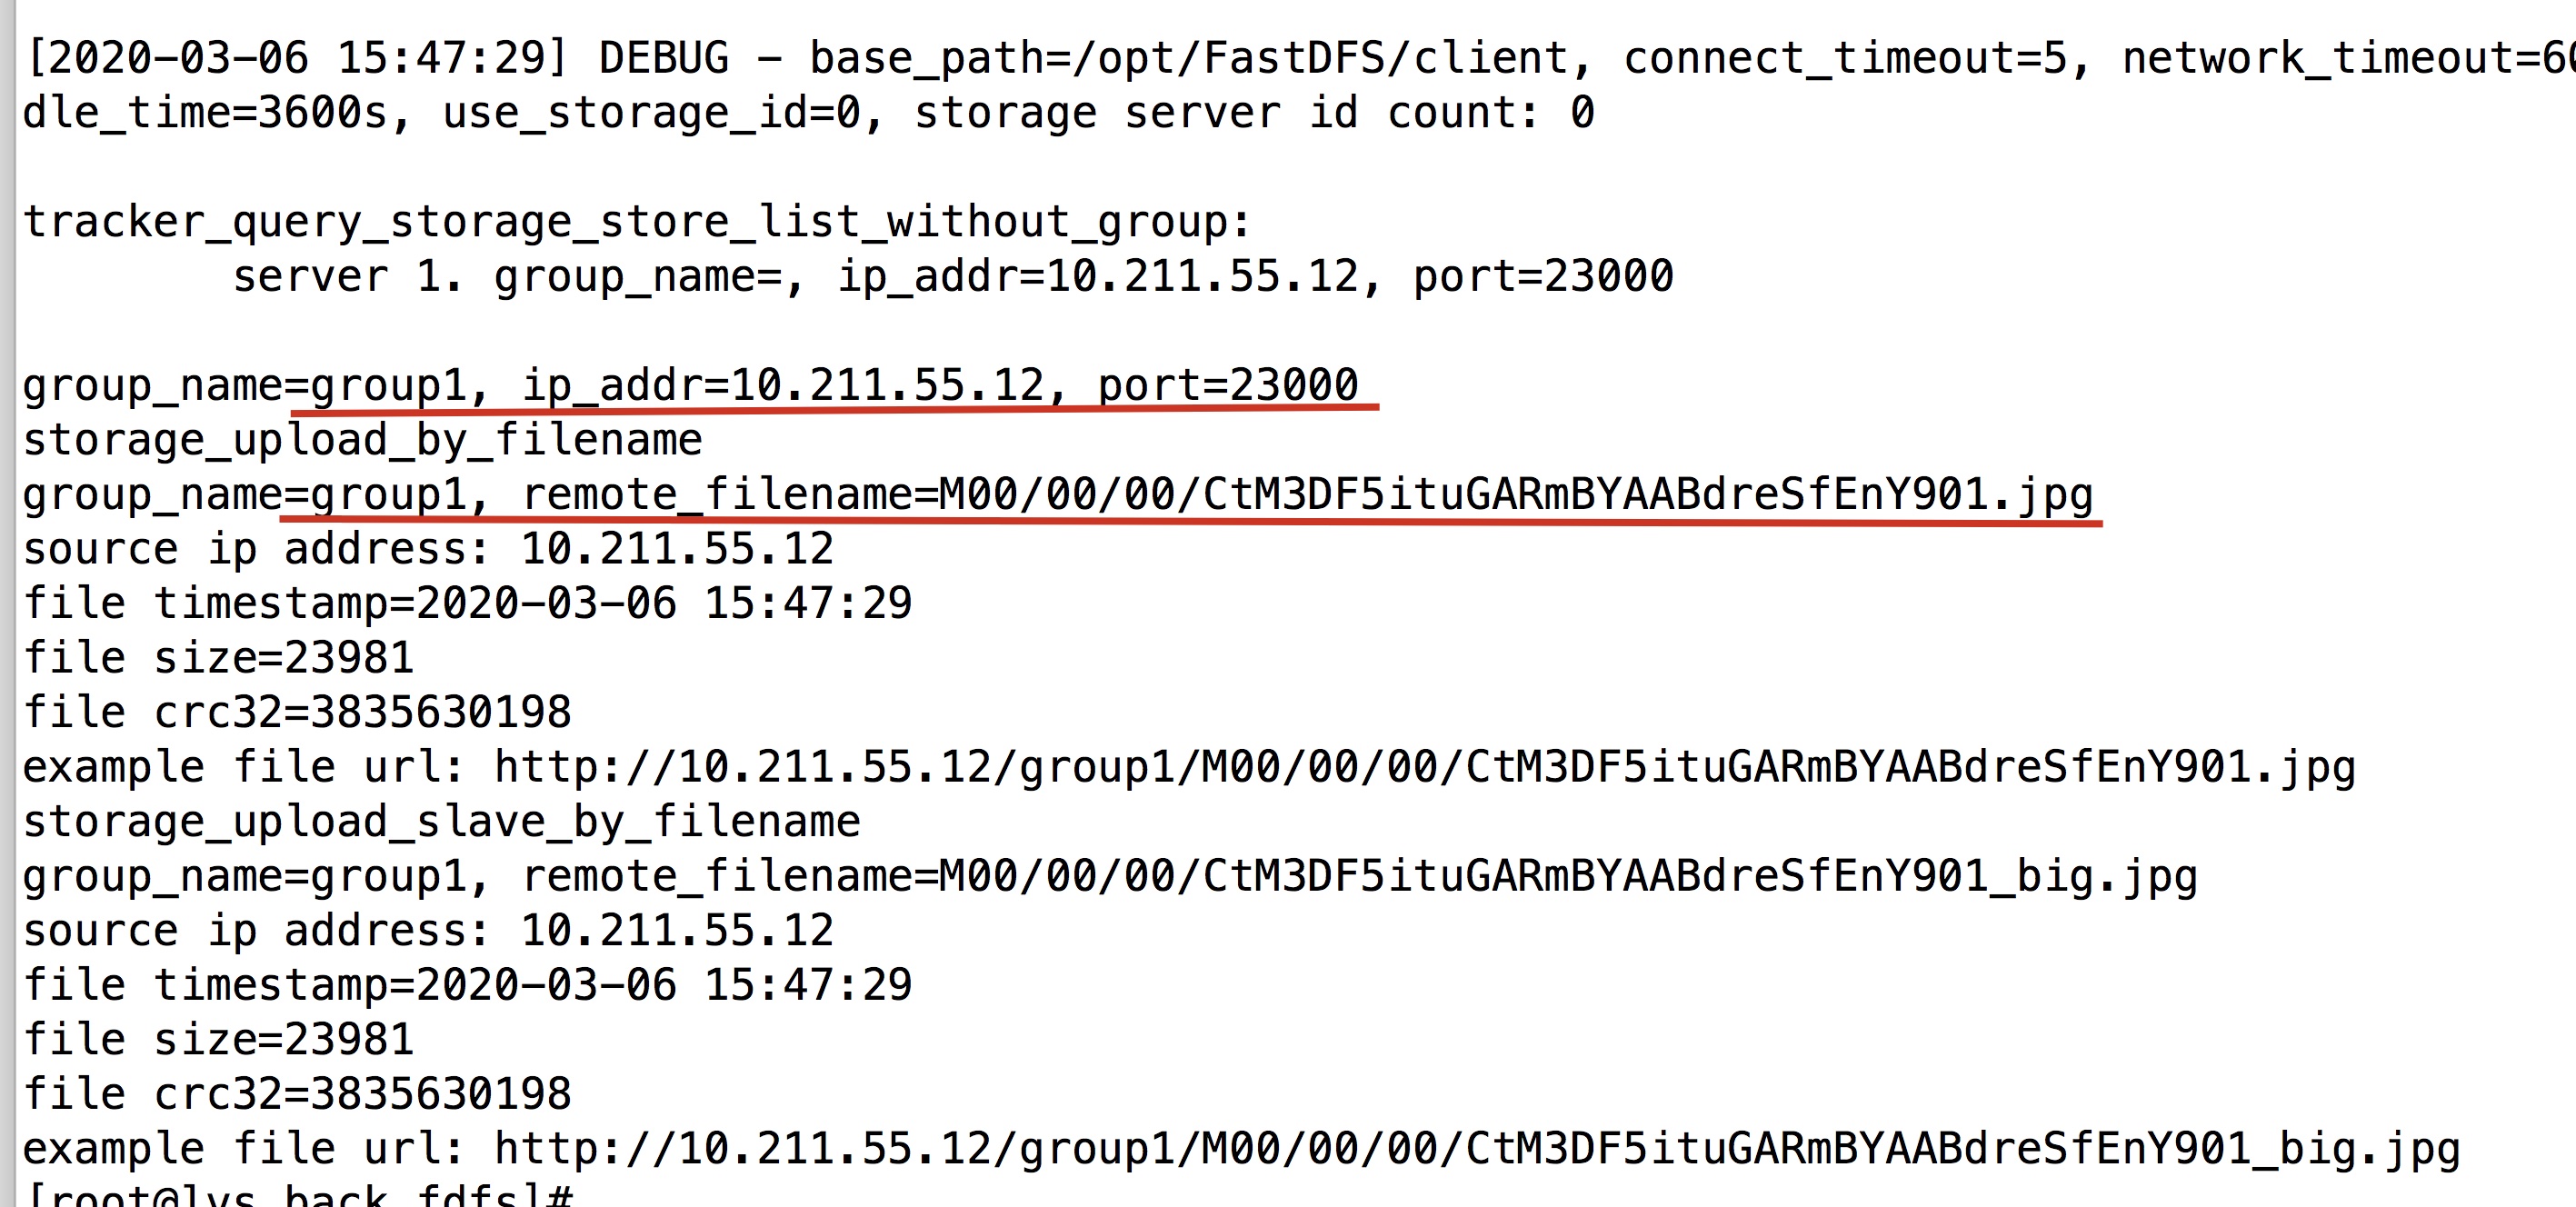 [2020-03-06 15:47:29] DEBUG - base_path=/opt/FastDFS/client, connect_timeout=5, network_timeout=60
dle_time=3600s, use_storage_id=0, storage server id count: 0
tracker_query_storage_store_list_without_group:
server 1. group_name=, ip_addr=10.211.55.12, port=23000
group_name=group1, ip_addr=10.211.55.12, port=23000
storage_upload_by_filename
group_name=group1, remote_filename=M00/00/00/CtM3DF5ituGARmBYAABdreSfEnY901.jpg
source ip address: 10.211.55.12
file timestamp=2020-03-06 15:47:29
file size=23981
file crc32=3835630198
example file url: http://10.211.55.12/group1/M00/00/00/CtM3DF5ituGARmBYAABdreSfEnY901.jpg
storage_upload_slave_by_filename
group_name=group1, remote_filename=M00/00/00/CtM3DF5ituGARmBYAABdreSfEnY901_big.jpg
source ip address: 10.211.55.12
file timestamp=2020-03-06 15:47:29
file size=23981
file crc32=3835630198
example file url: http://10.211.55.12/group1/M00/00/00/CtM3DF5ituGARmBYAABdreSfEnY901_big.jpg
[root@lvs back fdfs]#